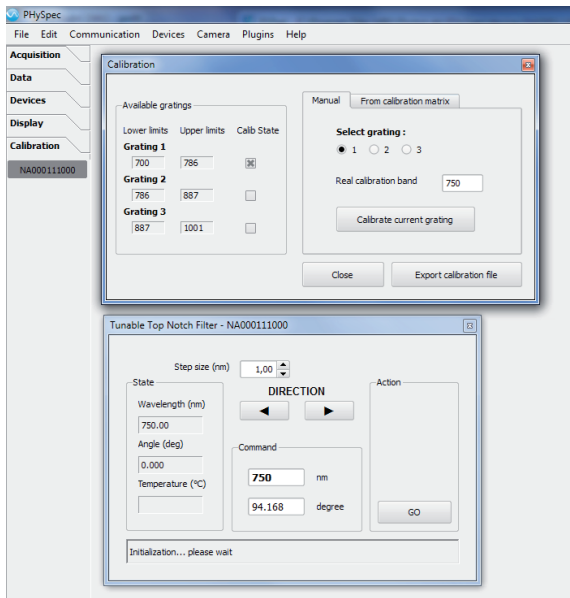 PHySpec
File Edit Communication Devices Camera Plugins Help
Acquisition
Data
Devices
Display
Calibration
NA000111000
Calibration
Available gratings
Lower limits Upper limits Calib State
Grating 1
700 786
Grating 2
786 887
Grating 3
887 1001
Manual From calibration matrix
Select grating :
1 2 3
Real calibration band 750
Calibrate current grating
Close Export calibration file
Tunable Top Notch Filter - NA000111000
Step size (nm) 1,00
DIRECTION
State
Wavelength (nm)
750.00
Angle (deg)
0.000
Temperature (°C)
Command
750 nm
94.168 degree
Action
GO
Initialization... please wait